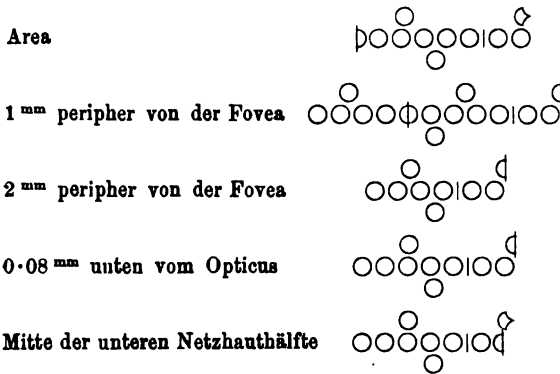 Area
1 mm peripher von der Fovea
2 mm peripher von der Fovea
0·08 mm unten vom Opticus
Mitte der unteren Netzhauthälfte